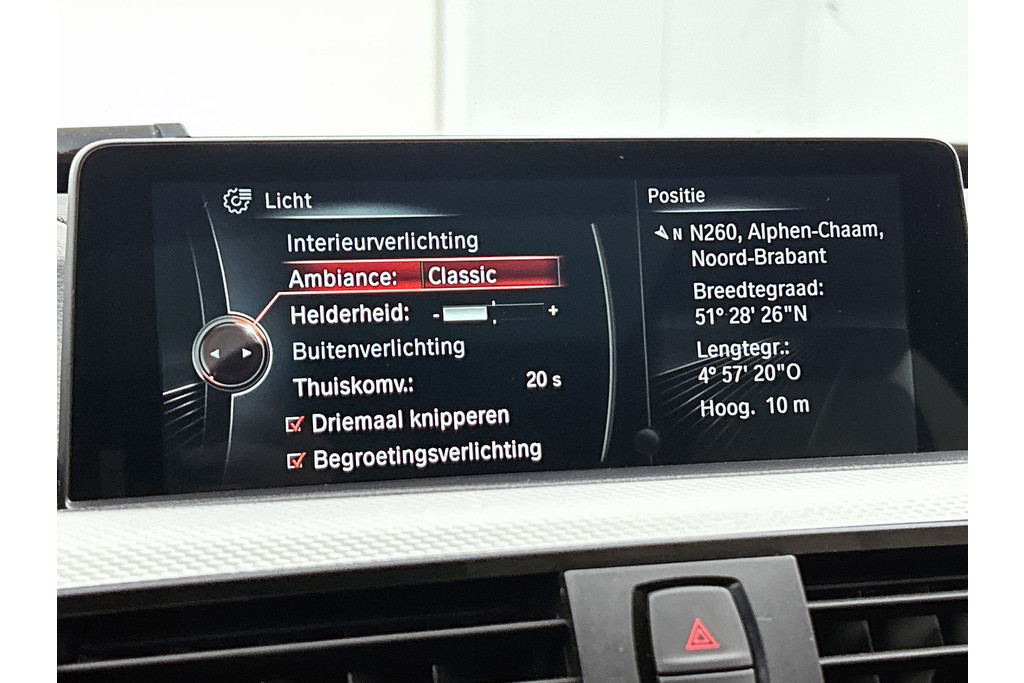 Licht
Interieurverlichting
Ambiance: Classic
Helderheid: - +
Buitenverlichting
Thuiskomv.: 20 s
Driemaal knipperen
Begroetingsverlichting
Positie
N N260, Alphen-Chaam,
Noord-Brabant
Breedtegraad:
51° 28' 26"N
Lengtegr.:
4° 57' 20"O
Hoog. 10 m